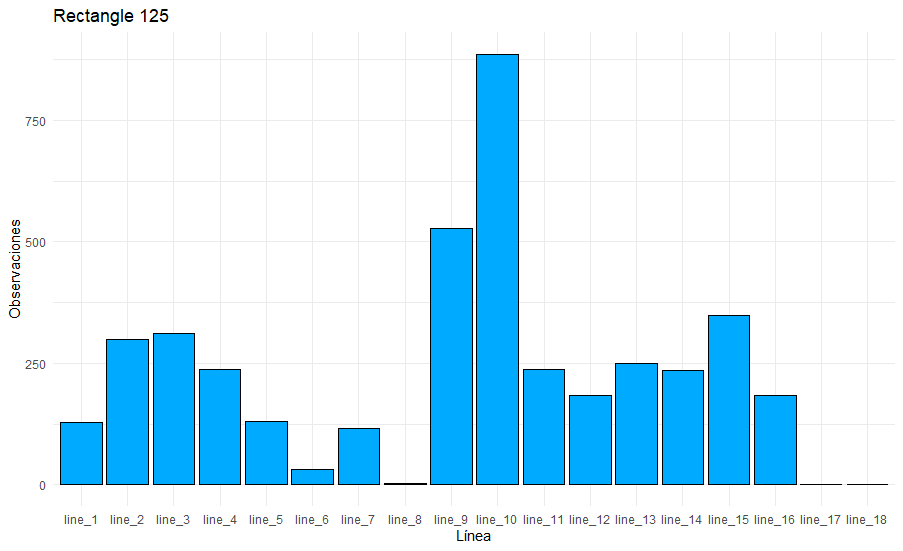 Rectangle 125
Observaciones
750
500
250
0
line_1 line_2 line_3 line_4 line_5 line_6 line_7 line_8 line_9 line_10 line_11 line_12 line_13 line_14 line_15 line_16 line_17 line_18
Línea